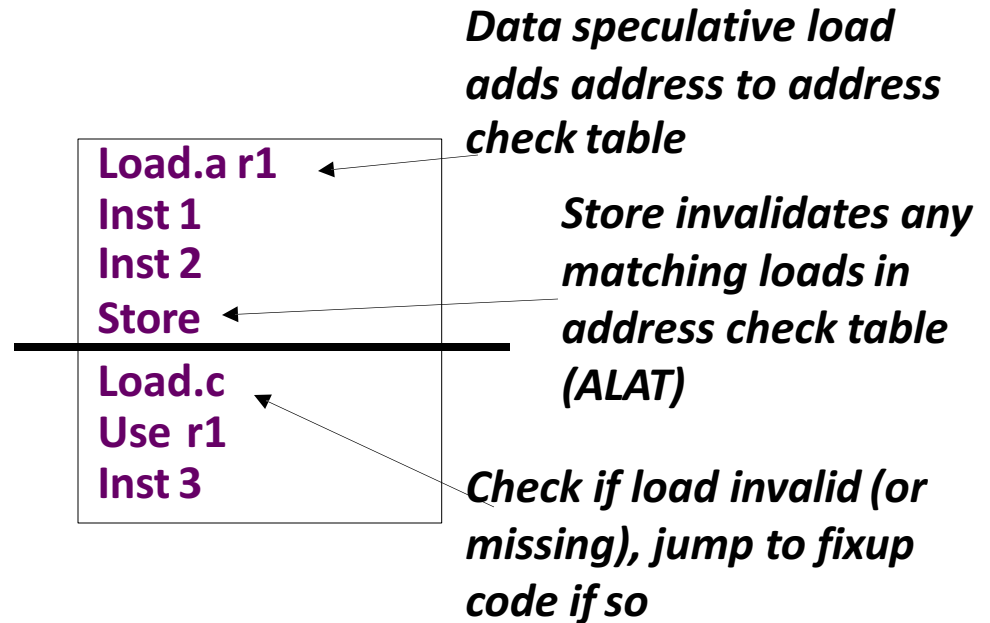 Data speculative load
adds address to address
check table
Load.a r1
Inst 1
Inst 2
Store
Store invalidates any
matching loads in
address check table
(ALAT)
Load.c
Use r1
Inst 3
Check if load invalid (or
missing), jump to fixup
code if so